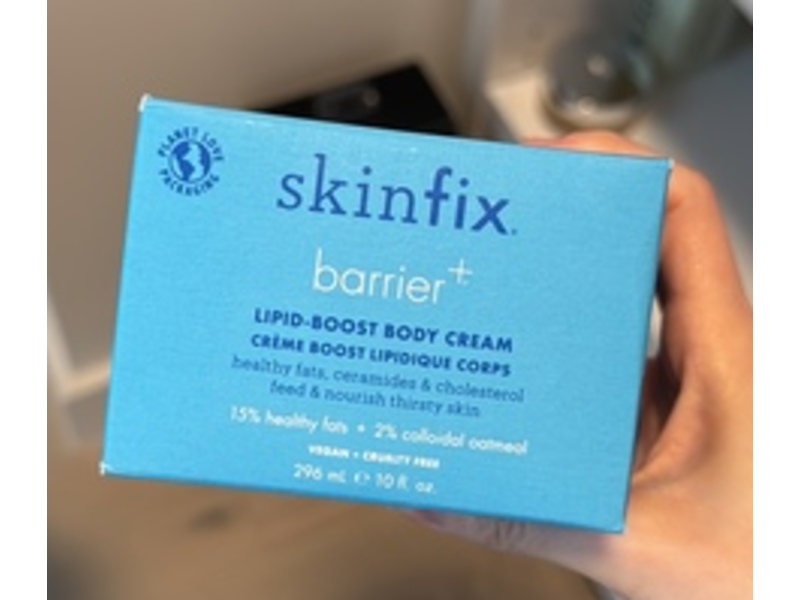 PLANET LOVE
PACKAGING
skinfix.
barrier+
LIPID-BOOST BODY CREAM
CRÈME BOOST LIPIDIQUE CORPS
healthy fats, ceramides & cholesterol
feed & nourish thirsty skin
15% healthy fats + 2% colloidal oatmeal
VEGAN + CRUELTY FREE
296 mL ℮ 10 fl. oz.